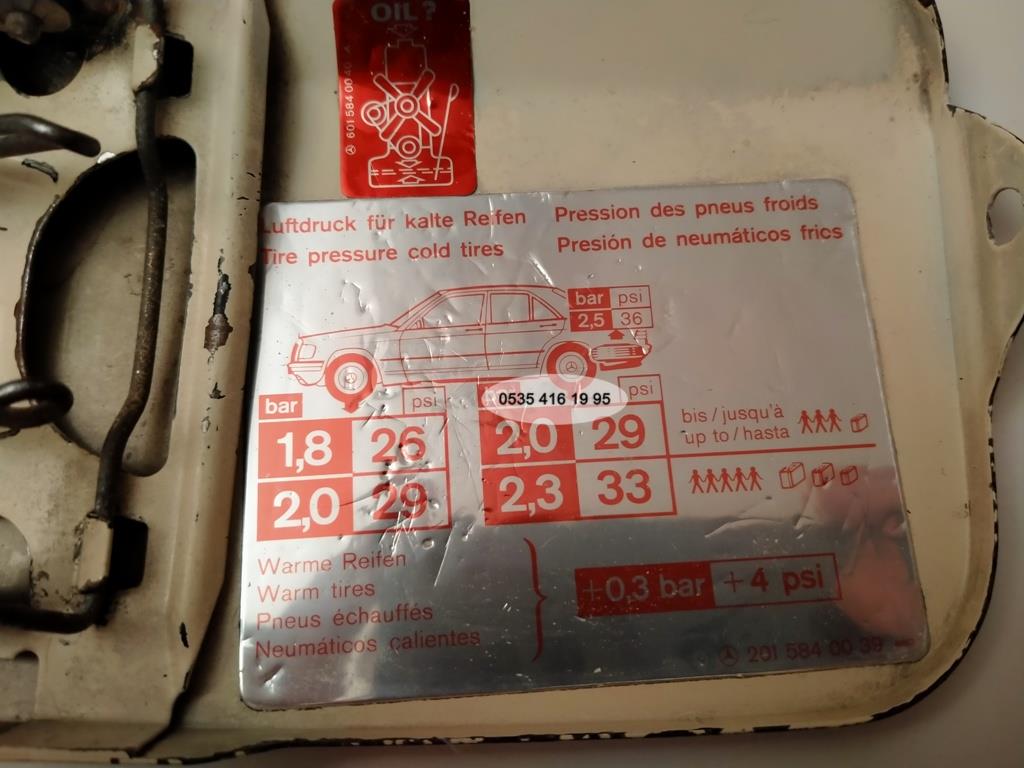 OIL?
601 584 00 40 A
Luftdruck für kalte Reifen
Pression des pneus froids
Tire pressure cold tires
Presión de neumáticos frics
bar psi
2,5 36
bar psi
psi
0535 416 19 95
1,8 26
2,0 29
bis / jusqu'à
up to / hasta
2,0 29
2,3 33
Warme Reifen
Warm tires
Pneus échauffés
Neumáticos calientes
+0,3 bar +4 psi
201 584 00 39